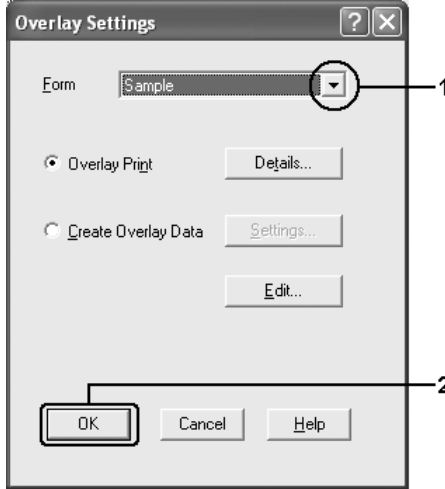 Overlay Settings
Form Sample 1
Overlay Print Details...
Create Overlay Data Settings...
Edit...
2
OK Cancel Help